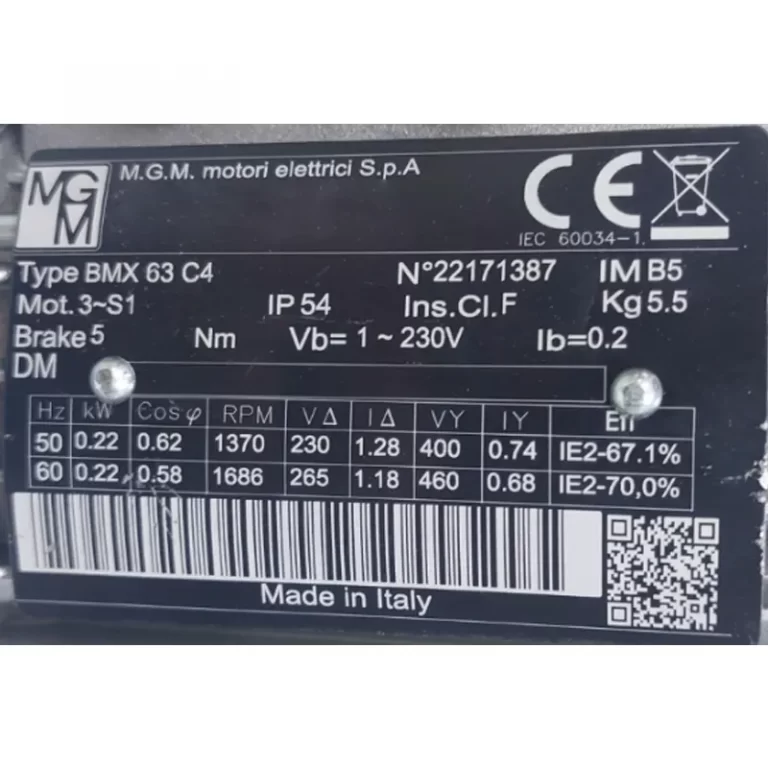 MGM
M.G.M. motori elettrici S.p.A
CE
IEC 60034-1.
Type BMX 63 C4 N°22171387 IM B5
Mot. 3~S1 IP 54 Ins.Cl.F Kg 5.5
Brake 5 Nm Vb= 1 ~ 230V Ib=0.2
DM
Hz kW Cosφ RPM V Δ I Δ VY IY Eff
50 0.22 0.62 1370 230 1.28 400 0.74 IE2-67.1%
60 0.22 0.58 1686 265 1.18 460 0.68 IE2-70,0%
Made in Italy